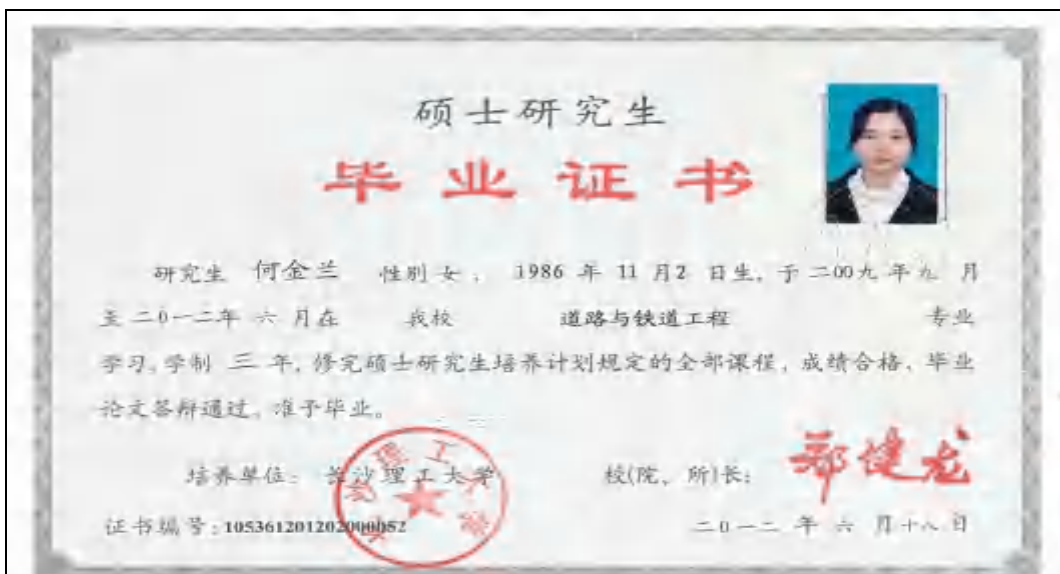 硕士研究生
毕业证书
研究生 何金兰 性别 女， 1986 年 11 月2 日生，于 二00九 年 九 月
至 二0一二年 六 月在 我校 道路与铁道工程 专业
学习，学制 三 年，修完硕士研究生培养计划规定的全部课程，成绩合格、毕业
论文答辩通过，准予毕业。
培养单位：长沙理工大学 校(院、所)长： 郑健龙
证书编号：105361201202000052 二0一二 年 六 月十八日